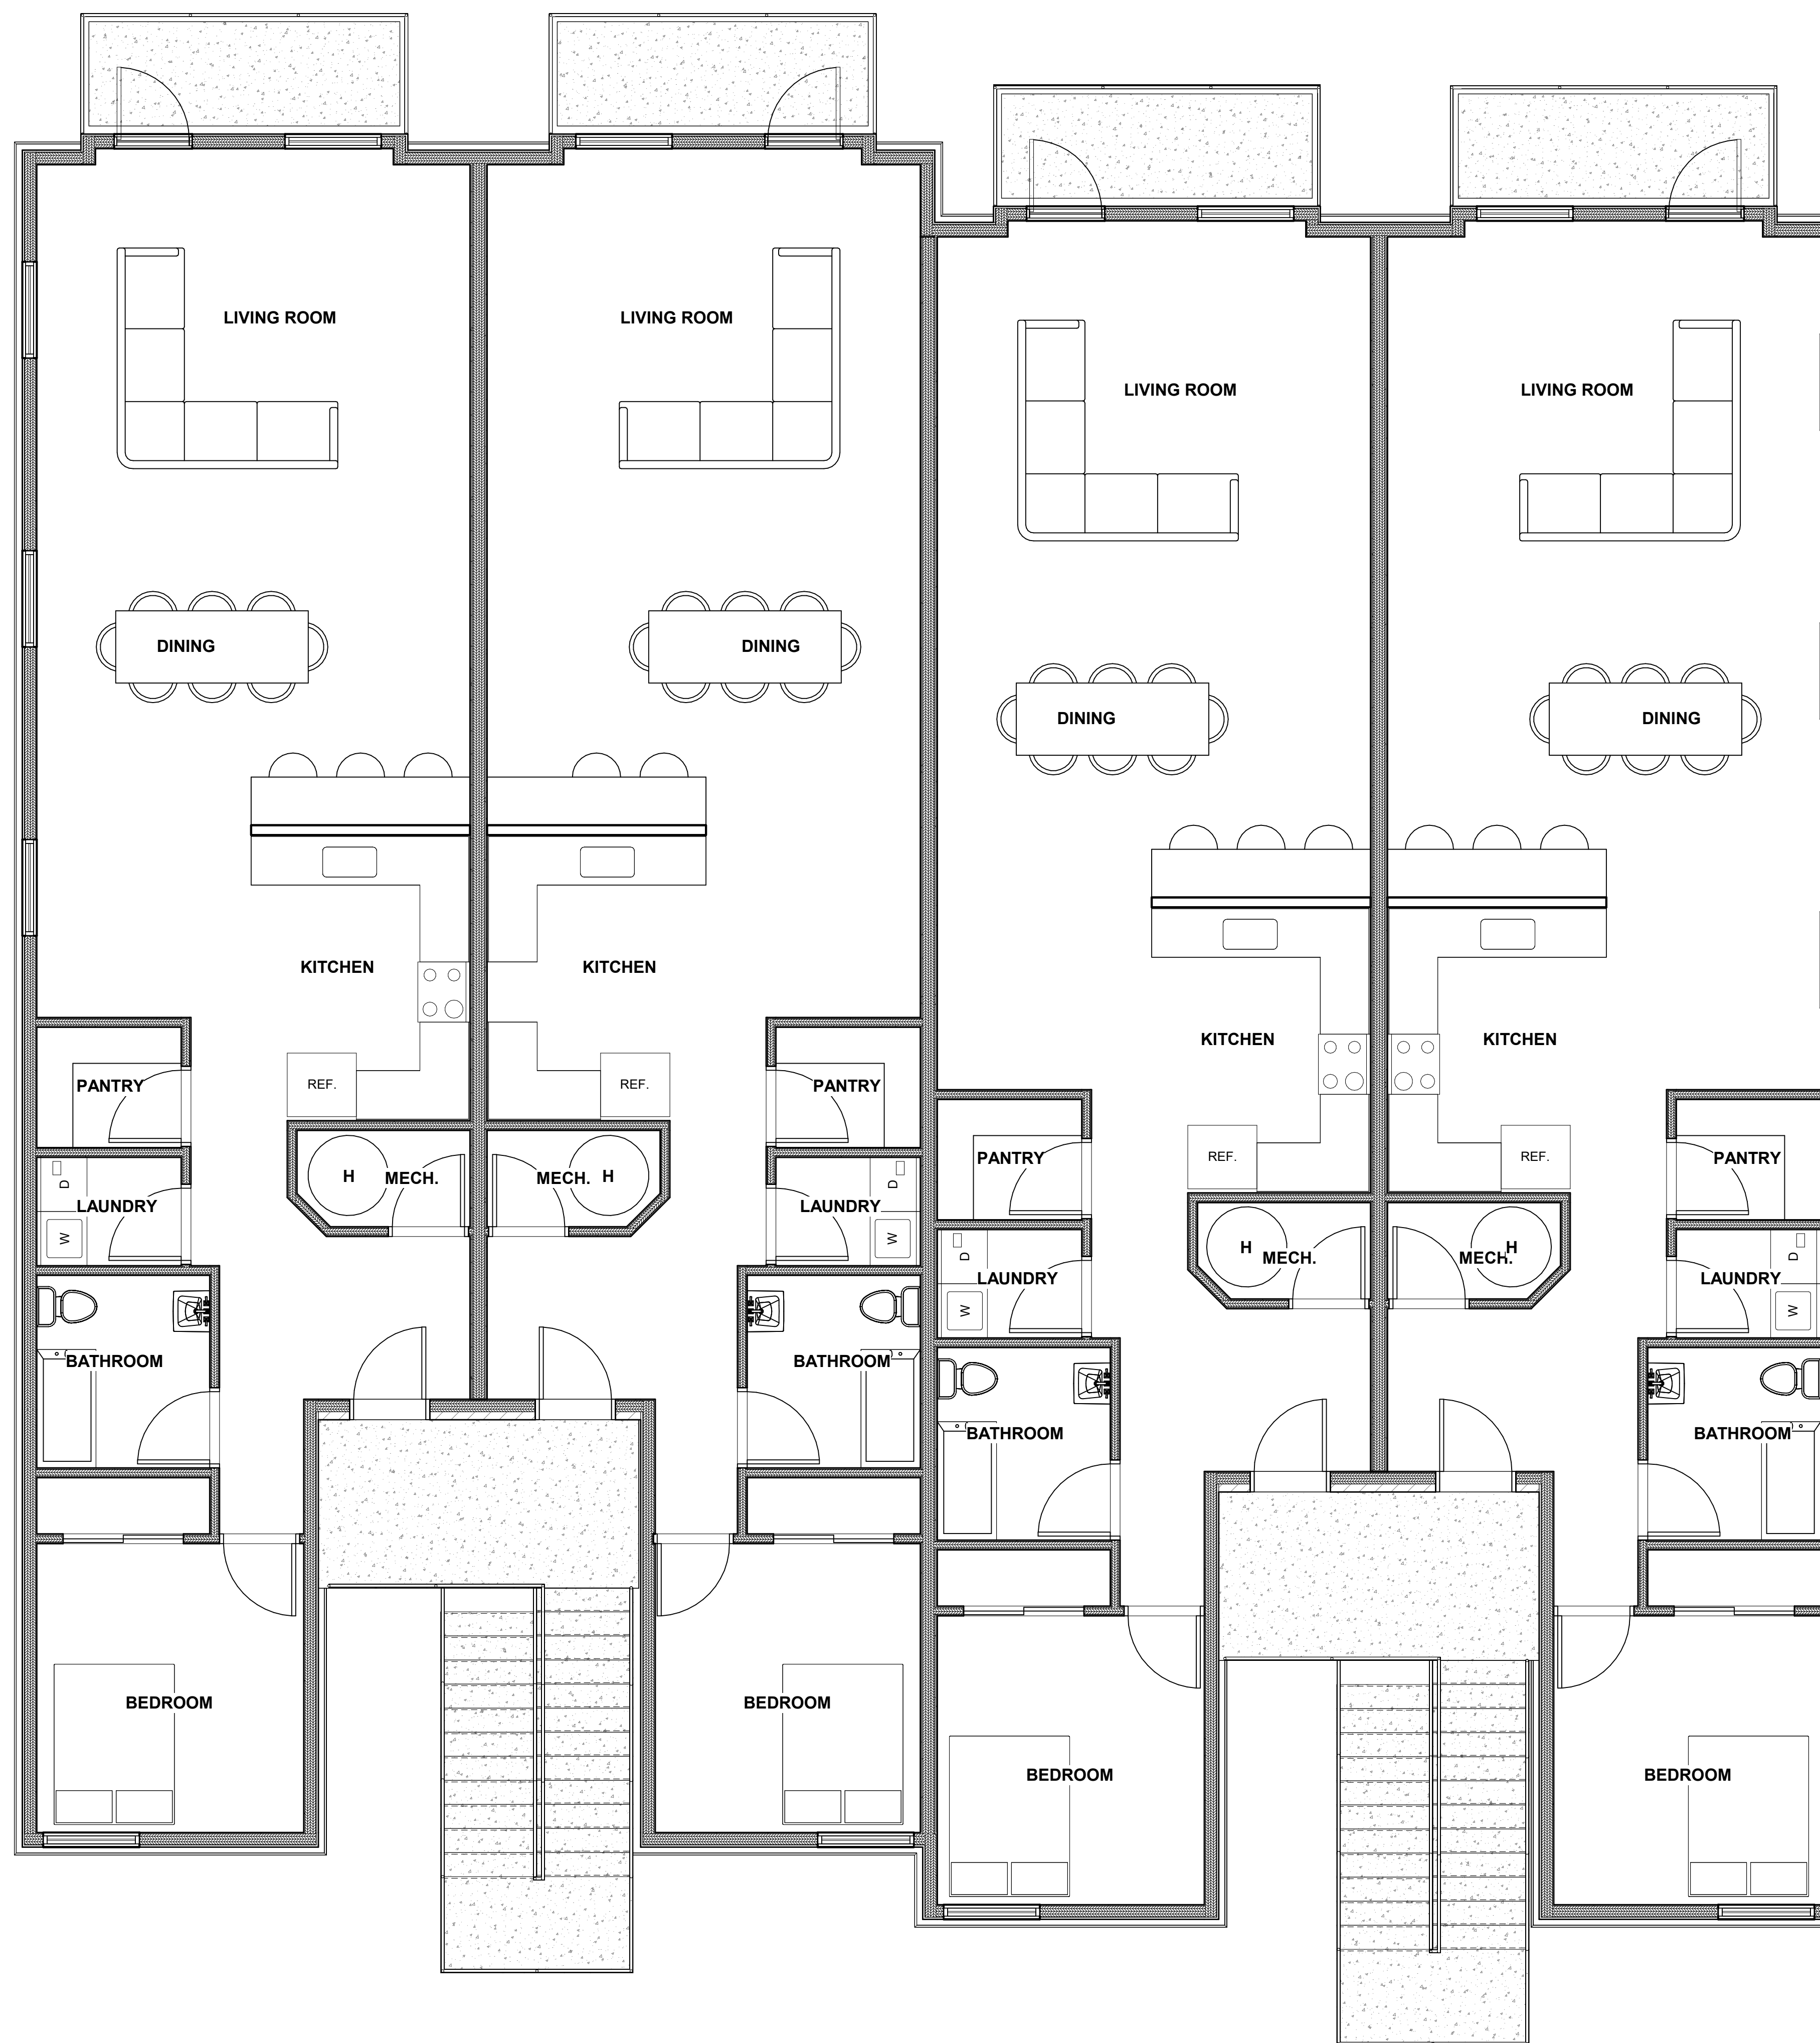 LIVING ROOM
LIVING ROOM
LIVING ROOM
LIVING ROOM
DINING
DINING
DINING
DINING
KITCHEN
KITCHEN
KITCHEN
KITCHEN
PANTRY
REF.
REF.
PANTRY
PANTRY
REF.
REF.
PANTRY
H
MECH.
MECH.
H
D
LAUNDRY
W
D
LAUNDRY
W
H
MECH.
MECH.
H
D
LAUNDRY
W
D
LAUNDRY
W
BATHROOM
BATHROOM
BATHROOM
BATHROOM
BEDROOM
BEDROOM
BEDROOM
BEDROOM